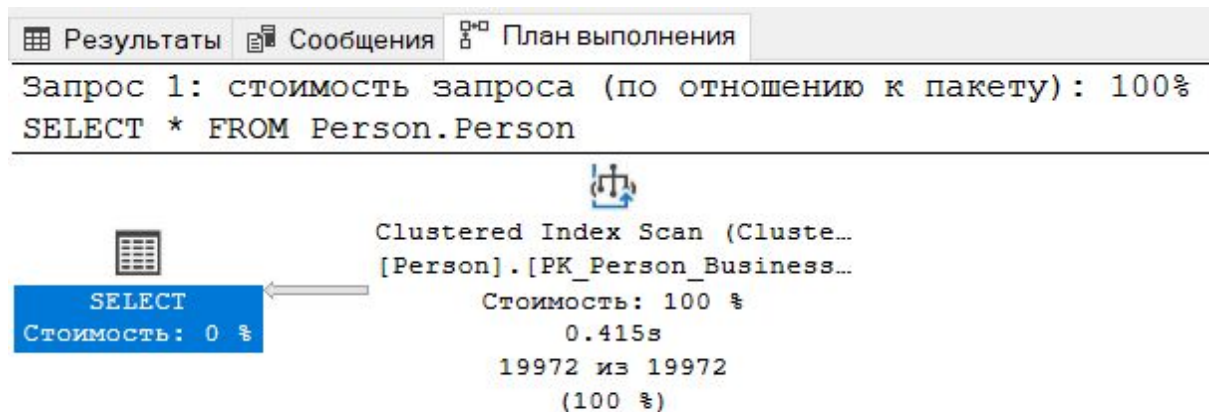 Результаты Сообщения План выполнения
Запрос 1: стоимость запроса (по отношению к пакету): 100%
SELECT * FROM Person.Person
Clustered Index Scan (Cluste…
[Person].[PK_Person_Business…
SELECT
Стоимость: 0 %
Стоимость: 100 %
0.415s
19972 из 19972
(100 %)